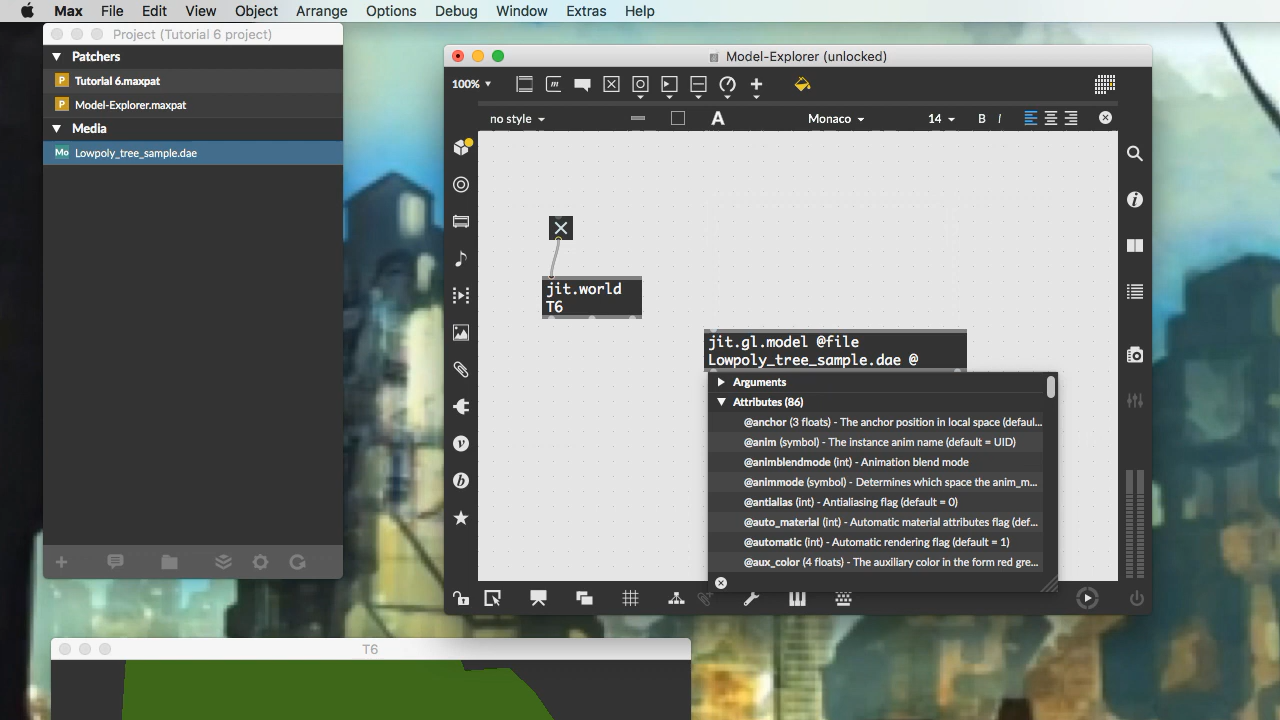 Max File Edit View Object Arrange Options Debug Window Extras Help
Project (Tutorial 6 project)
Patchers
P Tutorial 6.maxpat
P Model-Explorer.maxpat
Media
Mo Lowpoly_tree_sample.dae
Model-Explorer (unlocked)
100%
no style A Monaco 14 B I
jit.world
T6
jit.gl.model @file
Lowpoly_tree_sample.dae @
Arguments
Attributes (86)
@anchor (3 floats) - The anchor position in local space (defaul...
@anim (symbol) - The instance anim name (default = UID)
@animblendmode (int) - Animation blend mode
@animmode (symbol) - Determines which space the anim_m...
@antialias (int) - Antialiasing flag (default = 0)
@auto_material (int) - Automatic material attributes flag (def...
@automatic (int) - Automatic rendering flag (default = 1)
@aux_color (4 floats) - The auxiliary color in the form red gre...
T6